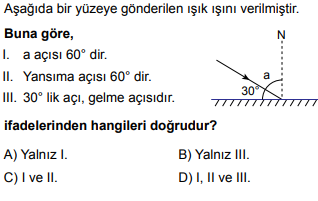 Aşağıda bir yüzeye gönderilen ışık ışını verilmiştir.
Buna göre,
I. a açısı 60° dir.
II. Yansıma açısı 60° dir.
III. 30° lik açı, gelme açısıdır.
N
a
30°
ifadelerinden hangileri doğrudur?
A) Yalnız I.
B) Yalnız III.
C) I ve II.
D) I, II ve III.